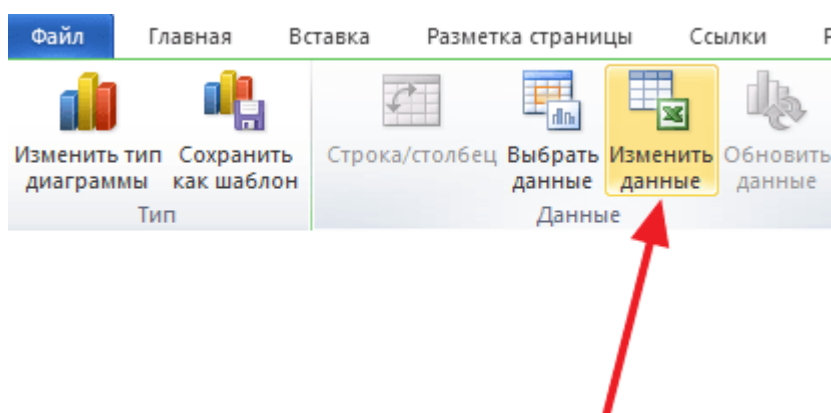 Файл Главная Вставка Разметка страницы Ссылки
Изменить тип диаграммы
Сохранить как шаблон
Строка/столбец
Выбрать данные
Изменить данные
Обновить данные
Тип
Данные